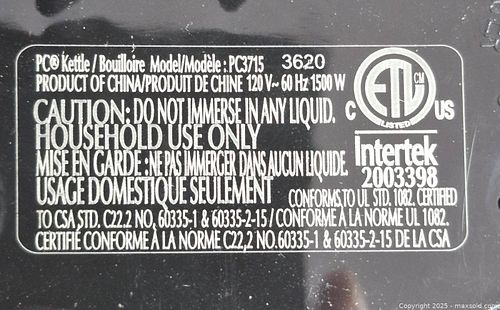 PC® Kettle / Bouilloire Model/Modèle : PC3715 3620
PRODUCT OF CHINA/PRODUIT DE CHINE 120 V~ 60 Hz 1500 W
CAUTION: DO NOT IMMERSE IN ANY LIQUID.
HOUSEHOLD USE ONLY
MISE EN GARDE : NE PAS IMMERGER DANS AUCUN LIQUIDE.
USAGE DOMESTIQUE SEULEMENT
CONFORMS TO UL STD. 1082. CERTIFIED
TO CSA STD. C22.2 NO. 60335-1 & 60335-2-15 / CONFORME À LA NORME UL 1082.
CERTIFIÉ CONFORME À LA NORME C22,2 NO.60335-1 & 60335-2-15 DE LA CSA
ETL CM
LISTED
C US
Intertek
2003398
Copyright 2025 - maxsold.com